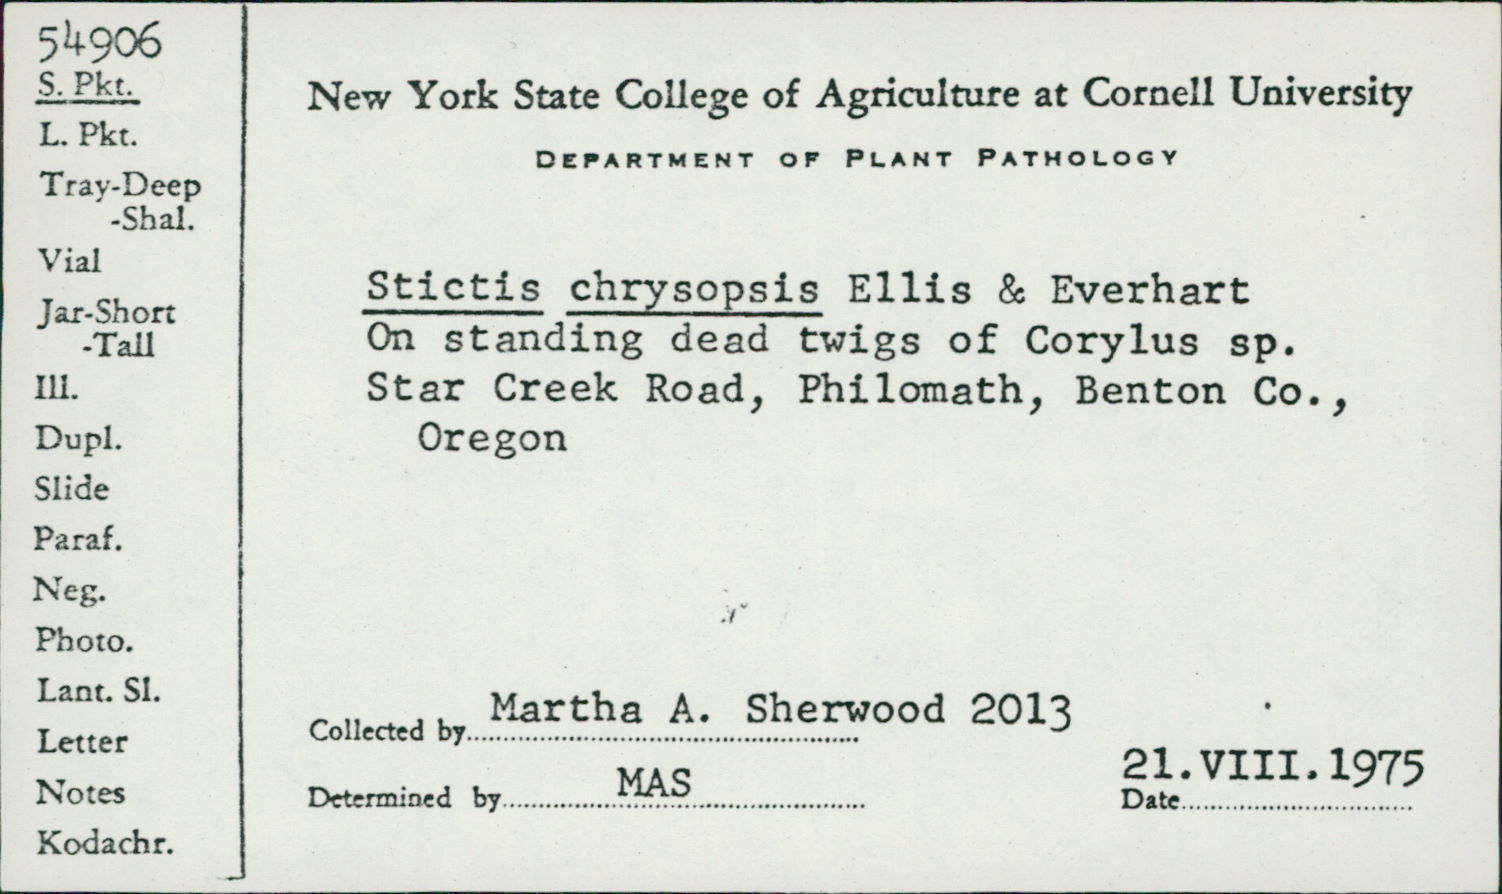 54906
S. Pkt.
L. Pkt.
Tray-Deep
-Shal.
Vial
Jar-Short
-Tall
Ill.
Dupl.
Slide
Paraf.
Neg.
Photo.
Lant. Sl.
Letter
Notes
Kodachr.
New York State College of Agriculture at Cornell University
DEPARTMENT OF PLANT PATHOLOGY
Stictis chrysopsis Ellis & Everhart
On standing dead twigs of Corylus sp.
Star Creek Road, Philomath, Benton Co.,
Oregon
Collected by Martha A. Sherwood 2013
Determined by MAS
21.VIII.1975
Date